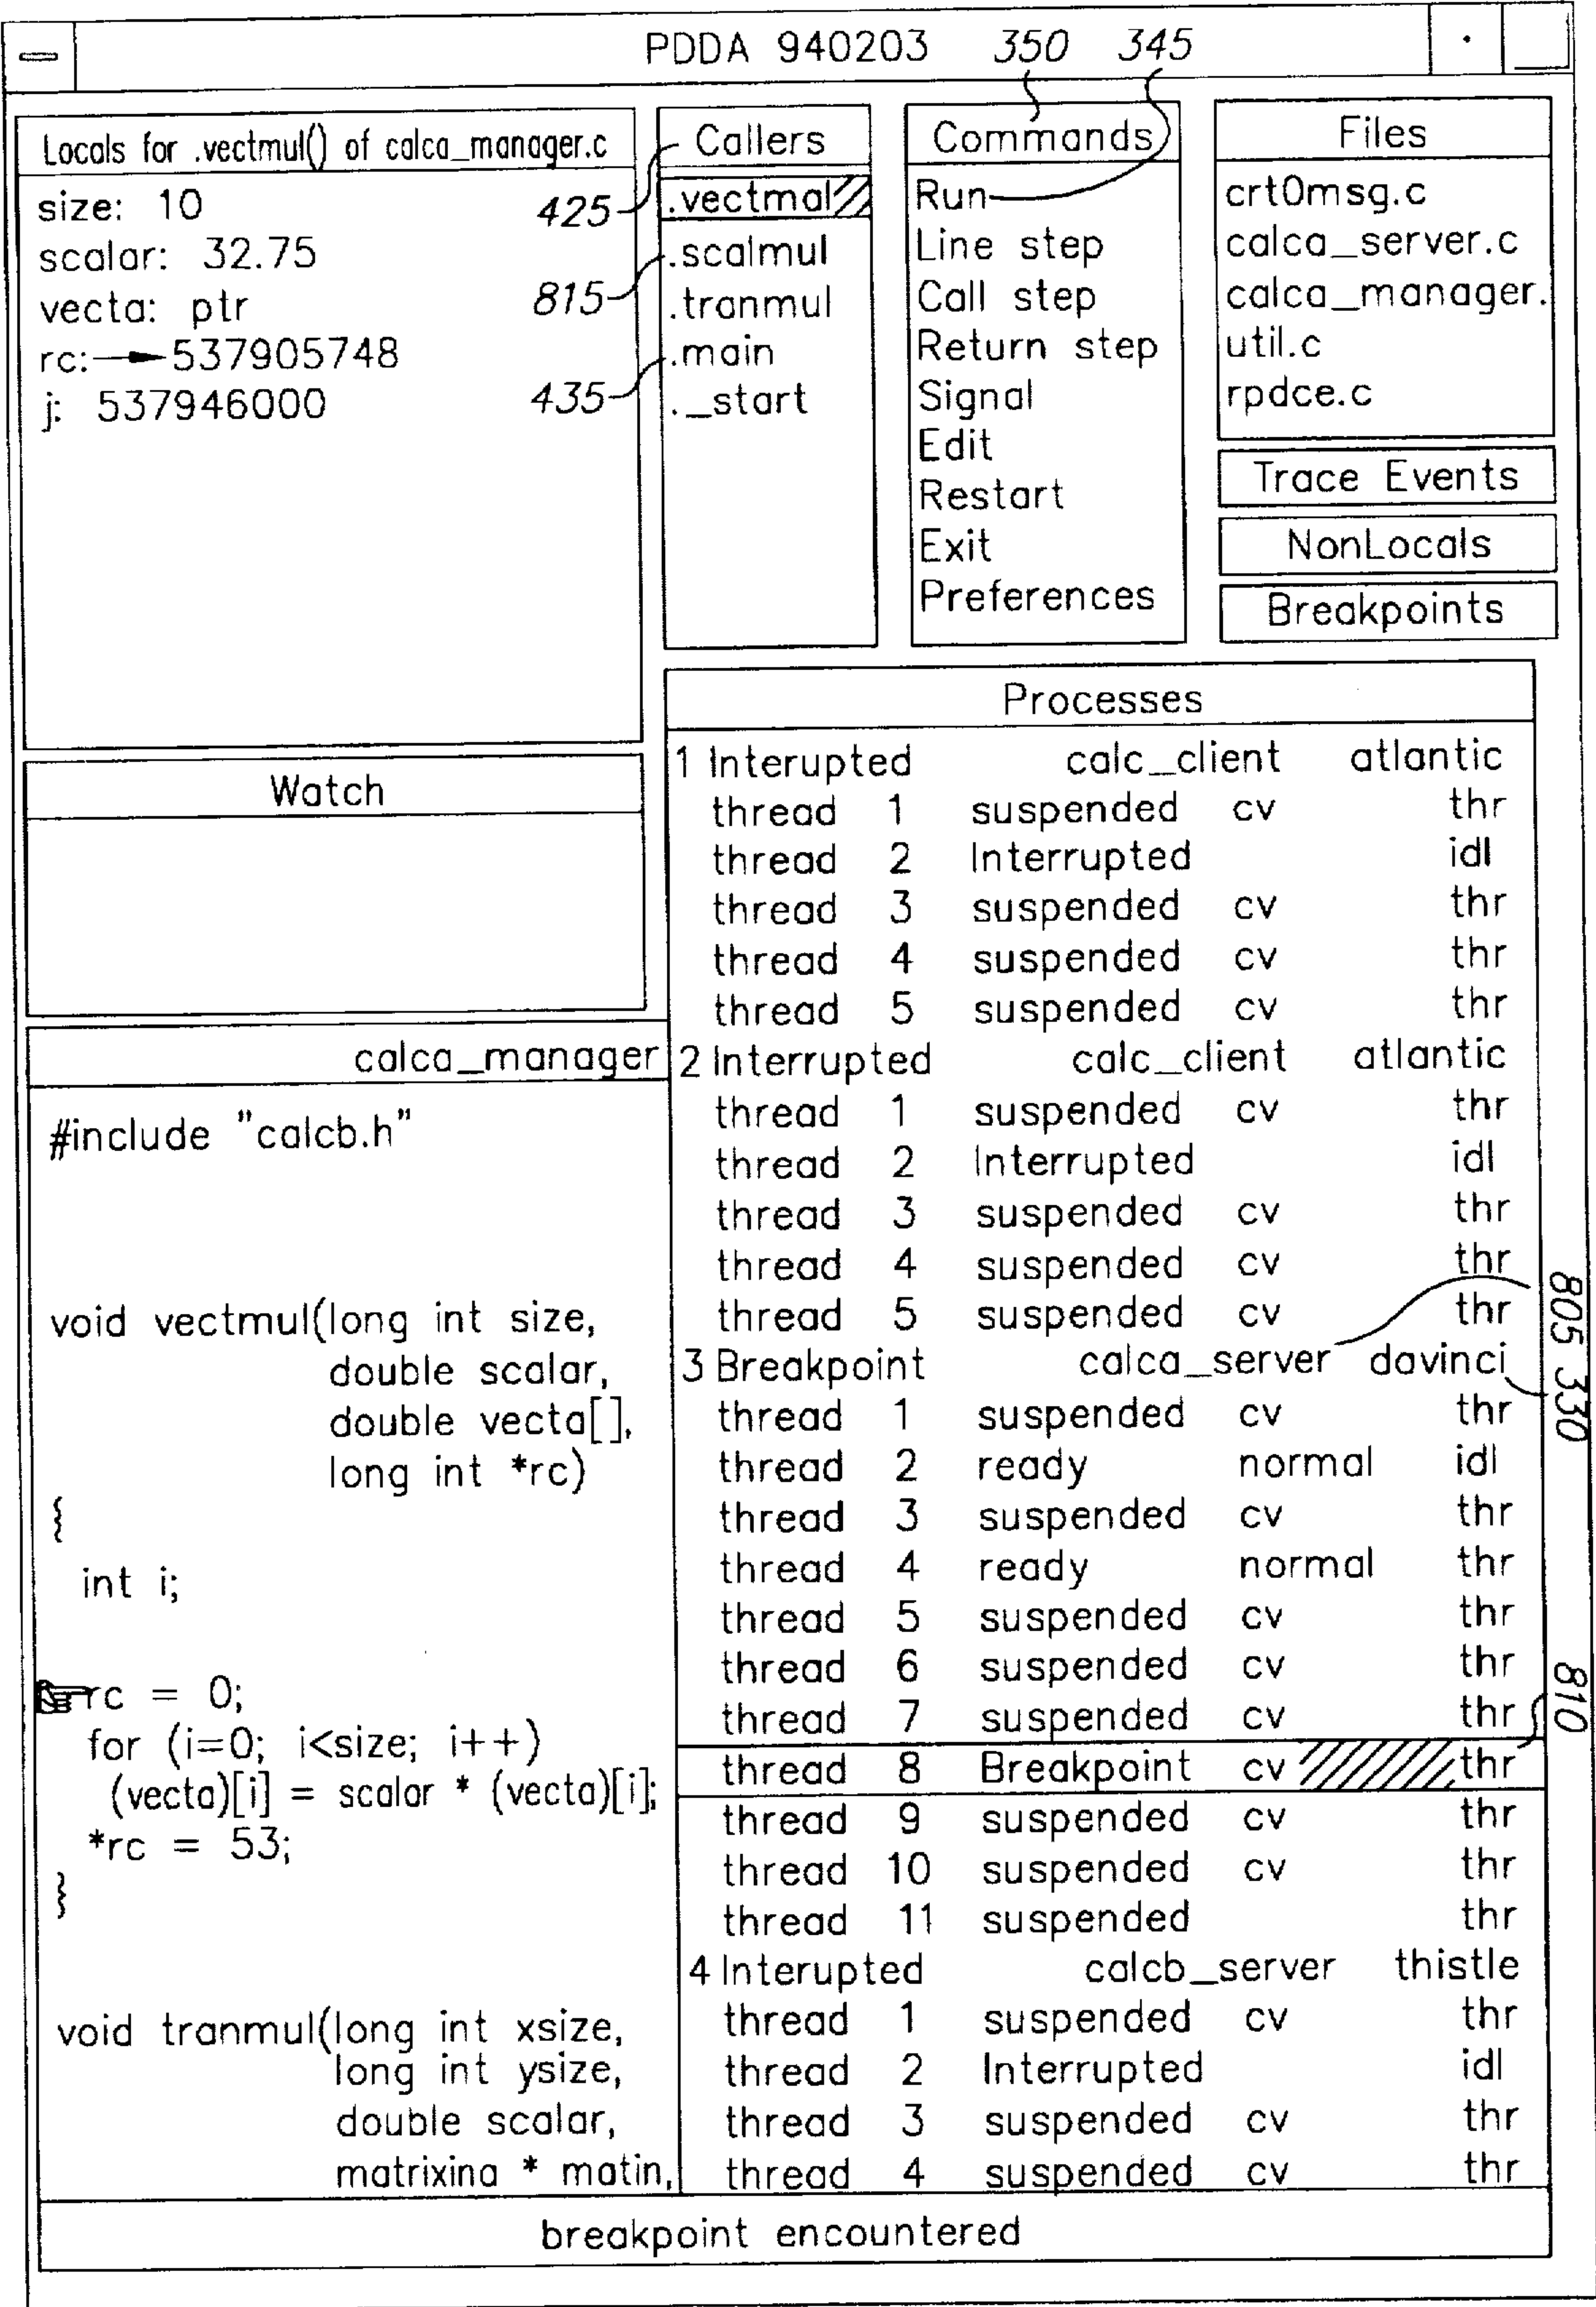 PDDA 940203 350 345
Locals for .vectmul() of calca_manager.c
size: 10
scalar: 32.75
vecta: ptr
rc: 537905748
j: 537946000
425
815
435
Callers
.vectmal
.scalmul
.tranmul
.main
._start
Commands
Run
Line step
Call step
Return step
Signal
Edit
Restart
Exit
Preferences
Files
crt0msg.c
calca_server.c
calca_manager.
util.c
rpdce.c
Trace Events
NonLocals
Breakpoints
Watch
calca_manager
#include "calcb.h"
void vectmul(long int size,
double scalar,
double vecta[],
long int *rc)
{
int i;
rc = 0;
for (i=0; i<size; i++)
(vecta)[i] = scalar * (vecta)[i];
*rc = 53;
}
void tranmul(long int xsize,
long int ysize,
double scalar,
matrixina * matin,
Processes
1 Interupted calc_client atlantic
thread 1 suspended cv thr
thread 2 Interrupted idl
thread 3 suspended cv thr
thread 4 suspended cv thr
thread 5 suspended cv thr
2 Interrupted calc_client atlantic
thread 1 suspended cv thr
thread 2 Interrupted idl
thread 3 suspended cv thr
thread 4 suspended cv thr
thread 5 suspended cv thr
3 Breakpoint calca_server davinci
thread 1 suspended cv thr
thread 2 ready normal idl
thread 3 suspended cv thr
thread 4 ready normal thr
thread 5 suspended cv thr
thread 6 suspended cv thr
thread 7 suspended cv thr
thread 8 Breakpoint cv thr
thread 9 suspended cv thr
thread 10 suspended cv thr
thread 11 suspended thr
4 Interupted calcb_server thistle
thread 1 suspended cv thr
thread 2 Interrupted idl
thread 3 suspended cv thr
thread 4 suspended cv thr
805 330
810
breakpoint encountered